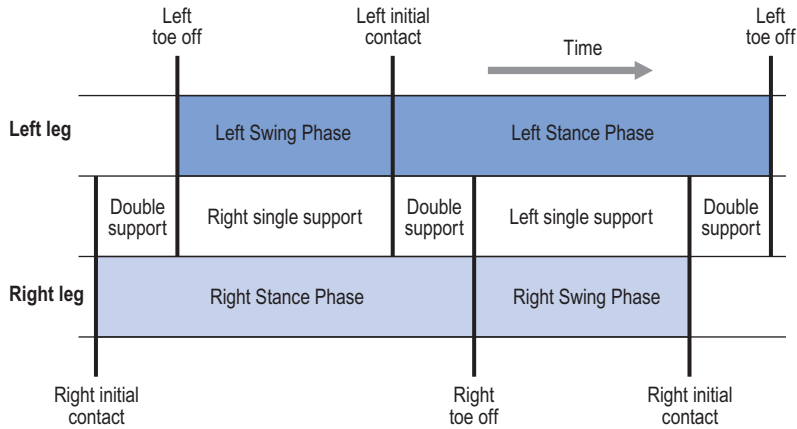 Left
toe off
Left initial
contact
Time
Left
toe off
Left leg
Left Swing Phase
Left Stance Phase
Double
support
Right single support
Double
support
Left single support
Double
support
Right leg
Right Stance Phase
Right Swing Phase
Right initial
contact
Right
toe off
Right initial
contact